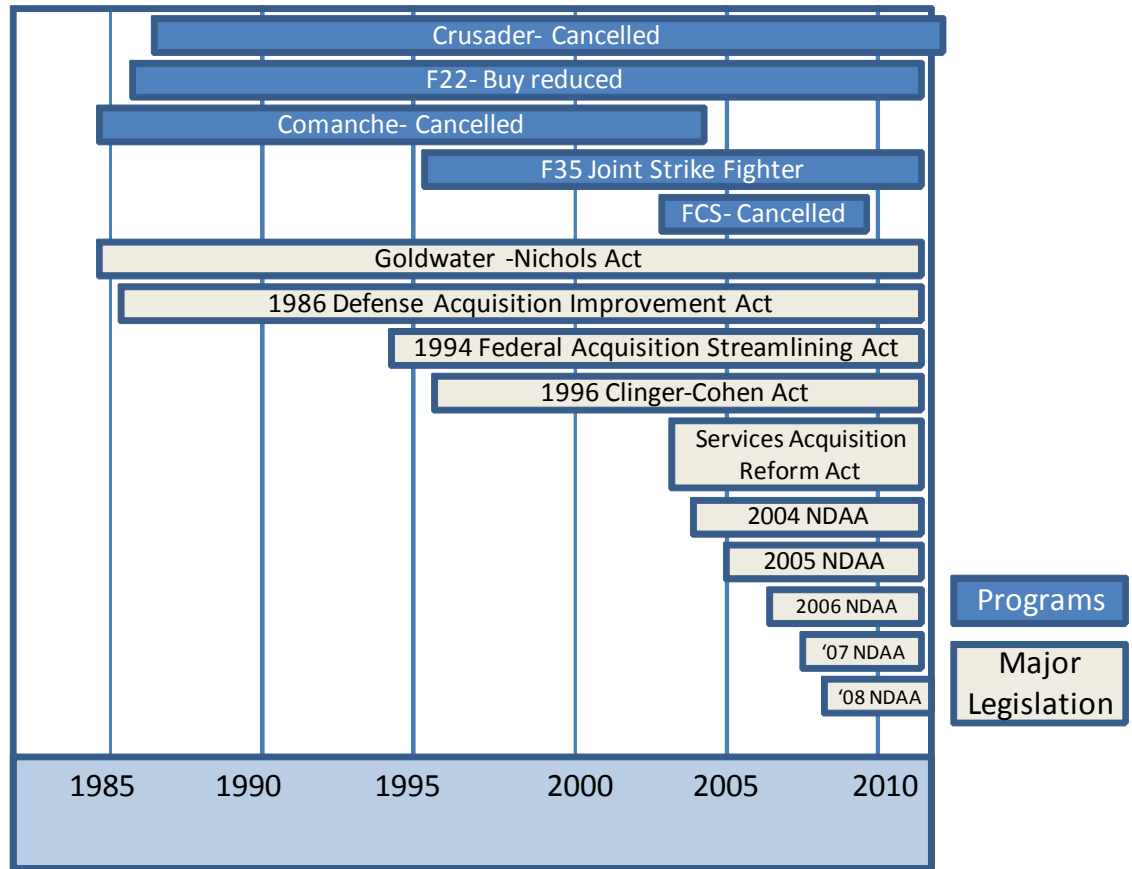 Crusader- Cancelled
F22- Buy reduced
Comanche- Cancelled
F35 Joint Strike Fighter
FCS- Cancelled
Goldwater -Nichols Act
1986 Defense Acquisition Improvement Act
1994 Federal Acquisition Streamlining Act
1996 Clinger-Cohen Act
Services Acquisition
Reform Act
2004 NDAA
2005 NDAA
2006 NDAA
‘07 NDAA
‘08 NDAA
Programs
Major
Legislation
1985 1990 1995 2000 2005 2010